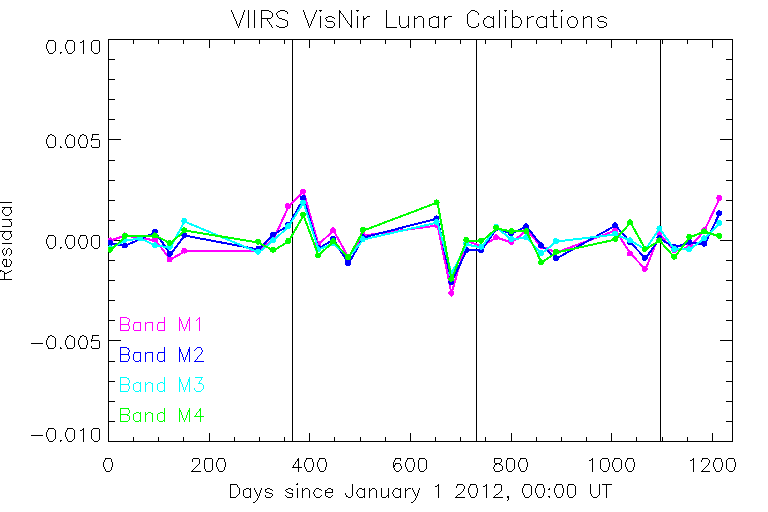 VIIRS VisNir Lunar Calibrations
0.010
0.005
0.000
-0.005
-0.010
Residual
Band M1
Band M2
Band M3
Band M4
0 200 400 600 800 1000 1200
Days since January 1 2012, 00:00 UT